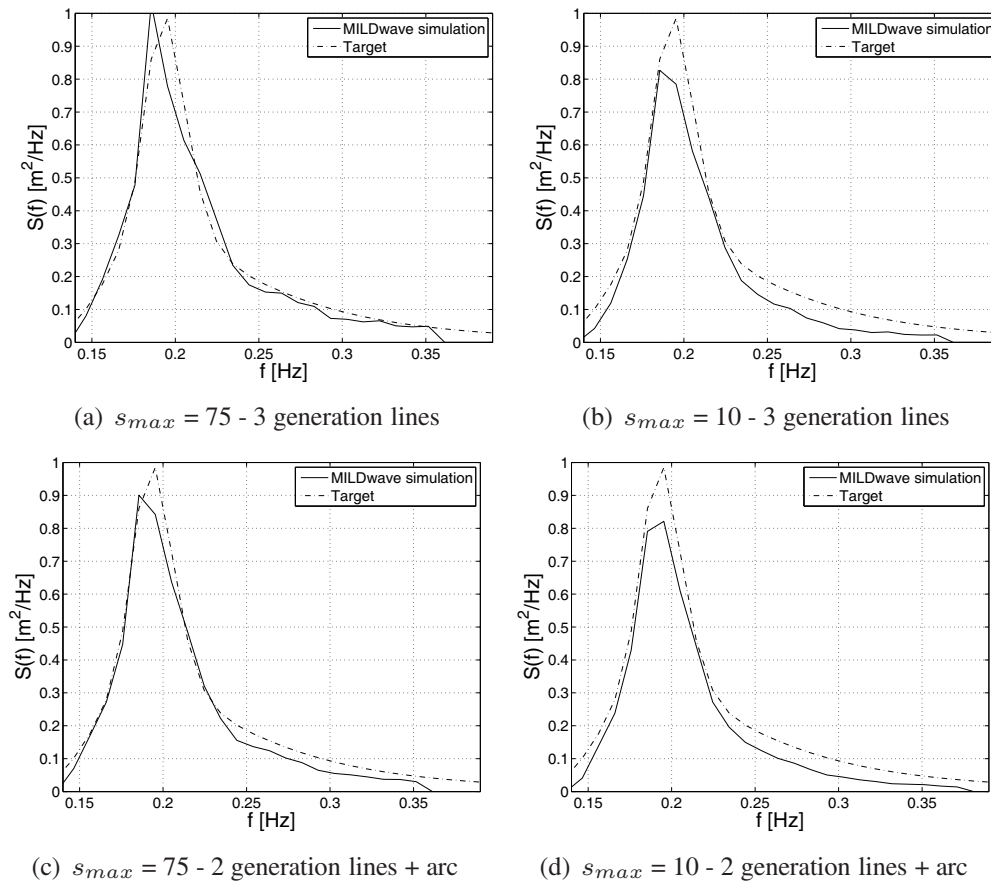 1
0.9
0.8
0.7
0.6
0.5
0.4
0.3
0.2
0.1
0
S(f) [m²/Hz]
0.15 0.2 0.25 0.3 0.35
f [Hz]
MILDwave simulation
Target
(a) s_max = 75 - 3 generation lines
1
0.9
0.8
0.7
0.6
0.5
0.4
0.3
0.2
0.1
0
S(f) [m²/Hz]
0.15 0.2 0.25 0.3 0.35
f [Hz]
MILDwave simulation
Target
(b) s_max = 10 - 3 generation lines
1
0.9
0.8
0.7
0.6
0.5
0.4
0.3
0.2
0.1
0
S(f) [m²/Hz]
0.15 0.2 0.25 0.3 0.35
f [Hz]
MILDwave simulation
Target
(c) s_max = 75 - 2 generation lines + arc
1
0.9
0.8
0.7
0.6
0.5
0.4
0.3
0.2
0.1
0
S(f) [m²/Hz]
0.15 0.2 0.25 0.3 0.35
f [Hz]
MILDwave simulation
Target
(d) s_max = 10 - 2 generation lines + arc